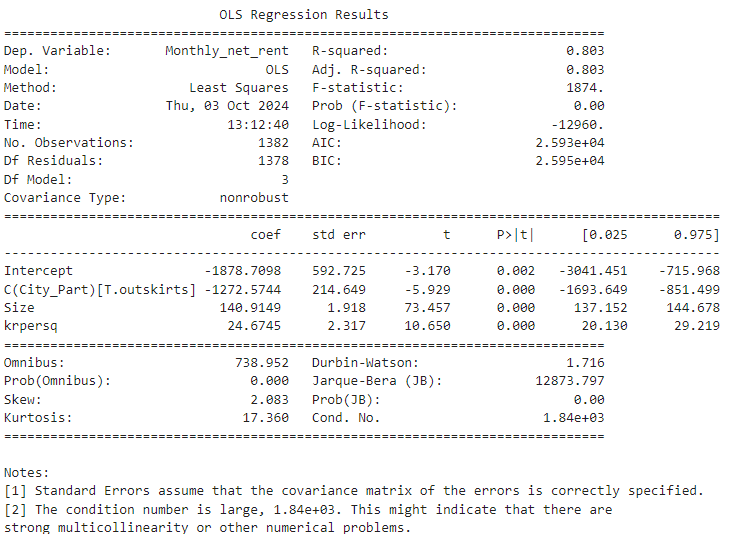 OLS Regression Results
==============================================================================
Dep. Variable:       Monthly_net_rent   R-squared:                       0.803
Model:                            OLS   Adj. R-squared:                  0.803
Method:                 Least Squares   F-statistic:                     1874.
Date:                Thu, 03 Oct 2024   Prob (F-statistic):               0.00
Time:                        13:12:40   Log-Likelihood:                -12960.
No. Observations:                1382   AIC:                         2.593e+04
Df Residuals:                    1378   BIC:                         2.595e+04
Df Model:                           3
Covariance Type:            nonrobust
=============================================================================================
                                coef    std err          t      P>|t|      [0.025      0.975]
---------------------------------------------------------------------------------------------
Intercept                 -1878.7098    592.725     -3.170      0.002   -3041.451    -715.968
C(City_Part)[T.outskirts] -1272.5744    214.649     -5.929      0.000   -1693.649    -851.499
Size                        140.9149      1.918     73.457      0.000     137.152     144.678
krpersq                      24.6745      2.317     10.650      0.000      20.130      29.219
==============================================================================
Omnibus:                      738.952   Durbin-Watson:                   1.716
Prob(Omnibus):                  0.000   Jarque-Bera (JB):            12873.797
Skew:                           2.083   Prob(JB):                         0.00
Kurtosis:                      17.360   Cond. No.                     1.84e+03
==============================================================================
Notes:
[1] Standard Errors assume that the covariance matrix of the errors is correctly specified.
[2] The condition number is large, 1.84e+03. This might indicate that there are
strong multicollinearity or other numerical problems.